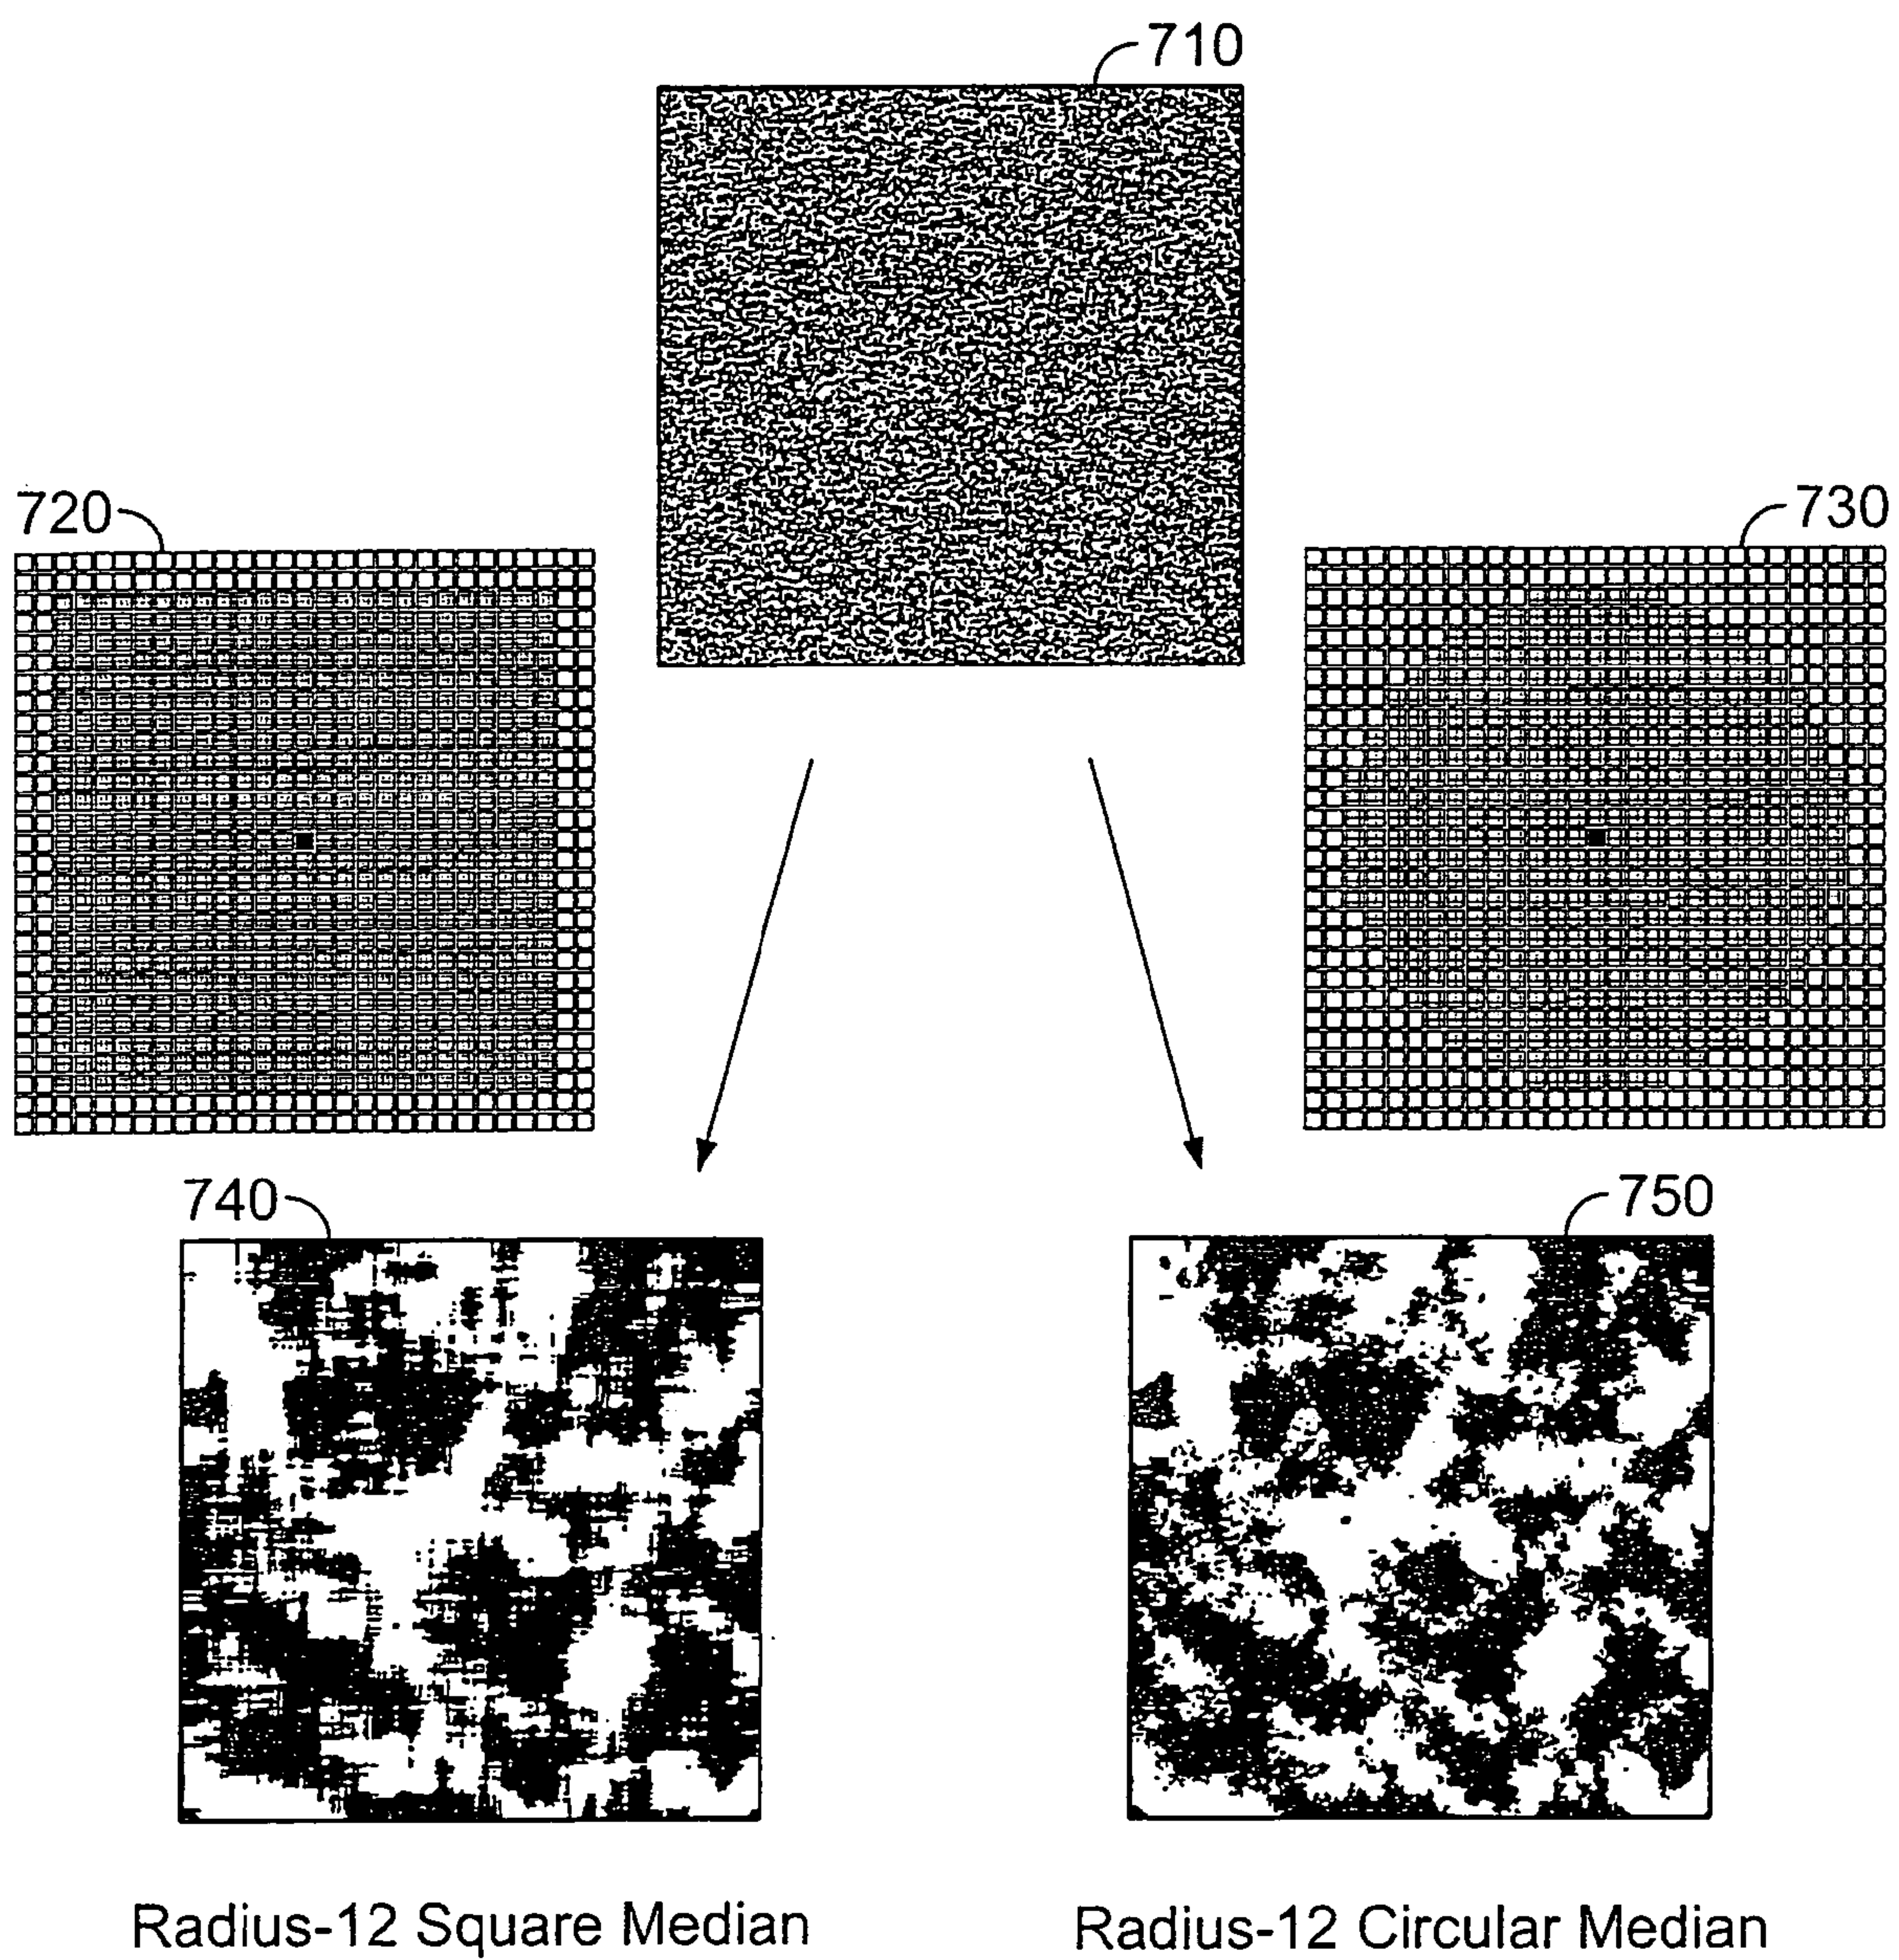 710
720
730
740
750
Radius-12 Square Median
Radius-12 Circular Median